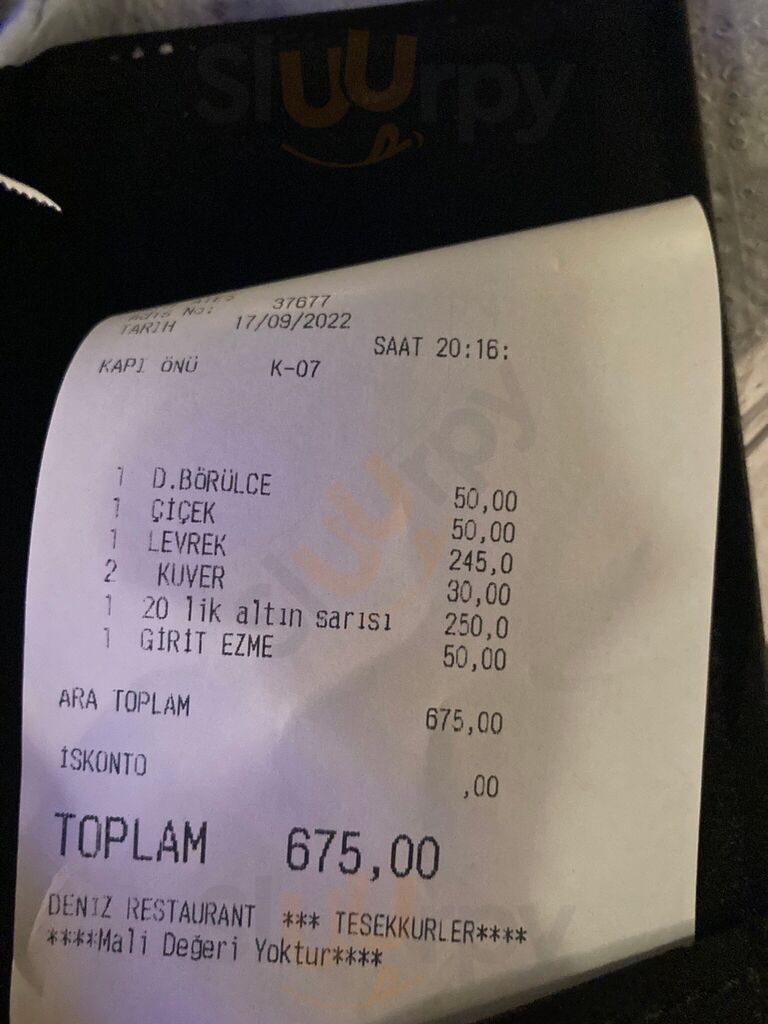 Sluurpy
37677
TARİH 17/09/2022
SAAT 20:16:
KAPI ÖNÜ K-07
1 D.BÖRÜLCE 50,00
1 ÇİÇEK 50,00
1 LEVREK 245,0
2 KUVER 30,00
1 20 lik altın sarısı 250,0
1 GİRİT EZME 50,00
ARA TOPLAM 675,00
İSKONTO ,00
TOPLAM 675,00
DENIZ RESTAURANT *** TESEKKURLER****
****Mali Değeri Yoktur****